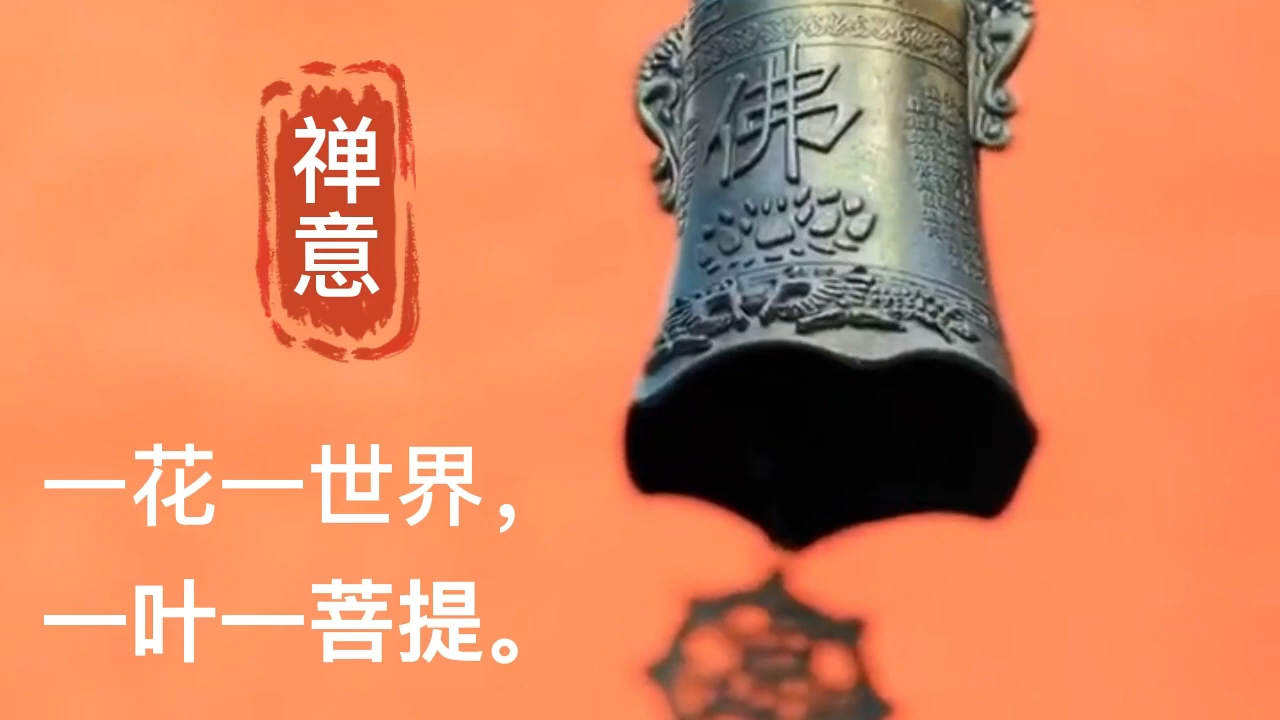 禅意
佛
一花一世界，
一叶一菩提。